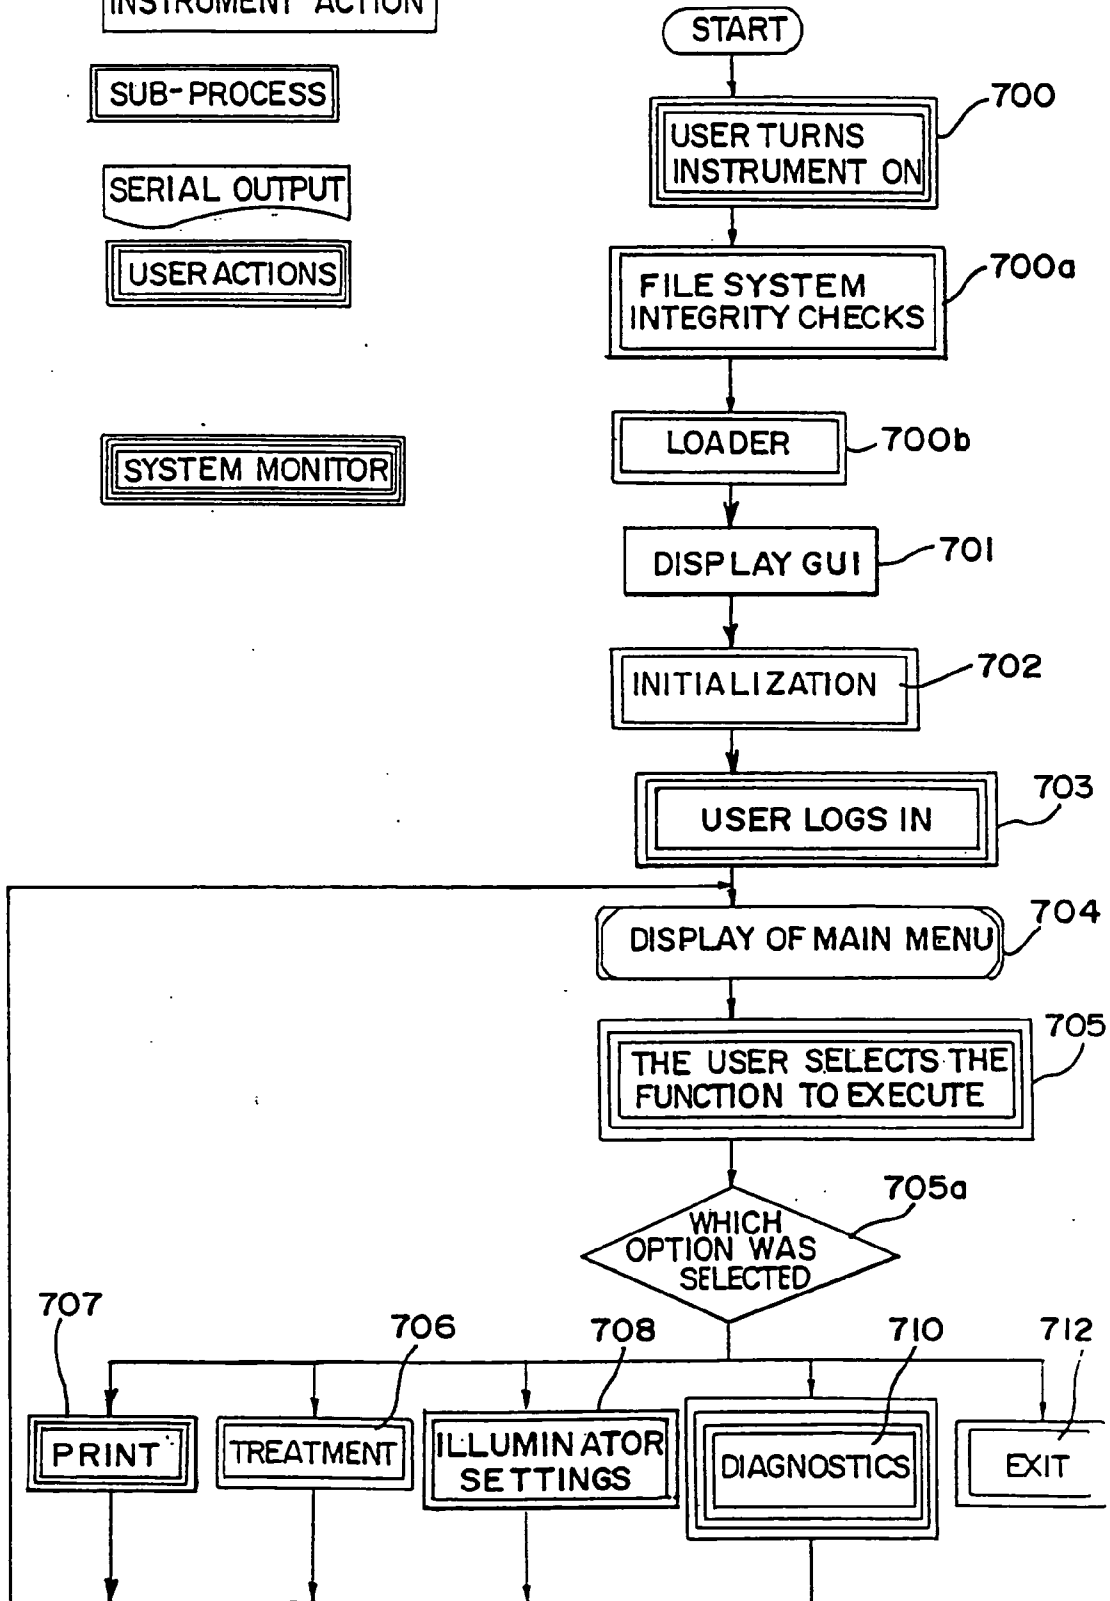 INSTRUMENT ACTION
SUB-PROCESS
SERIAL OUTPUT
USER ACTIONS
SYSTEM MONITOR
START
700
USER TURNS
INSTRUMENT ON
700a
FILE SYSTEM
INTEGRITY CHECKS
LOADER
700b
DISPLAY GUI
701
INITIALIZATION
702
703
USER LOGS IN
704
DISPLAY OF MAIN MENU
705
THE USER SELECTS THE
FUNCTION TO EXECUTE
705a
WHICH
OPTION WAS
SELECTED
707
706
708
710
712
PRINT
TREATMENT
ILLUMINATOR
SETTINGS
DIAGNOSTICS
EXIT